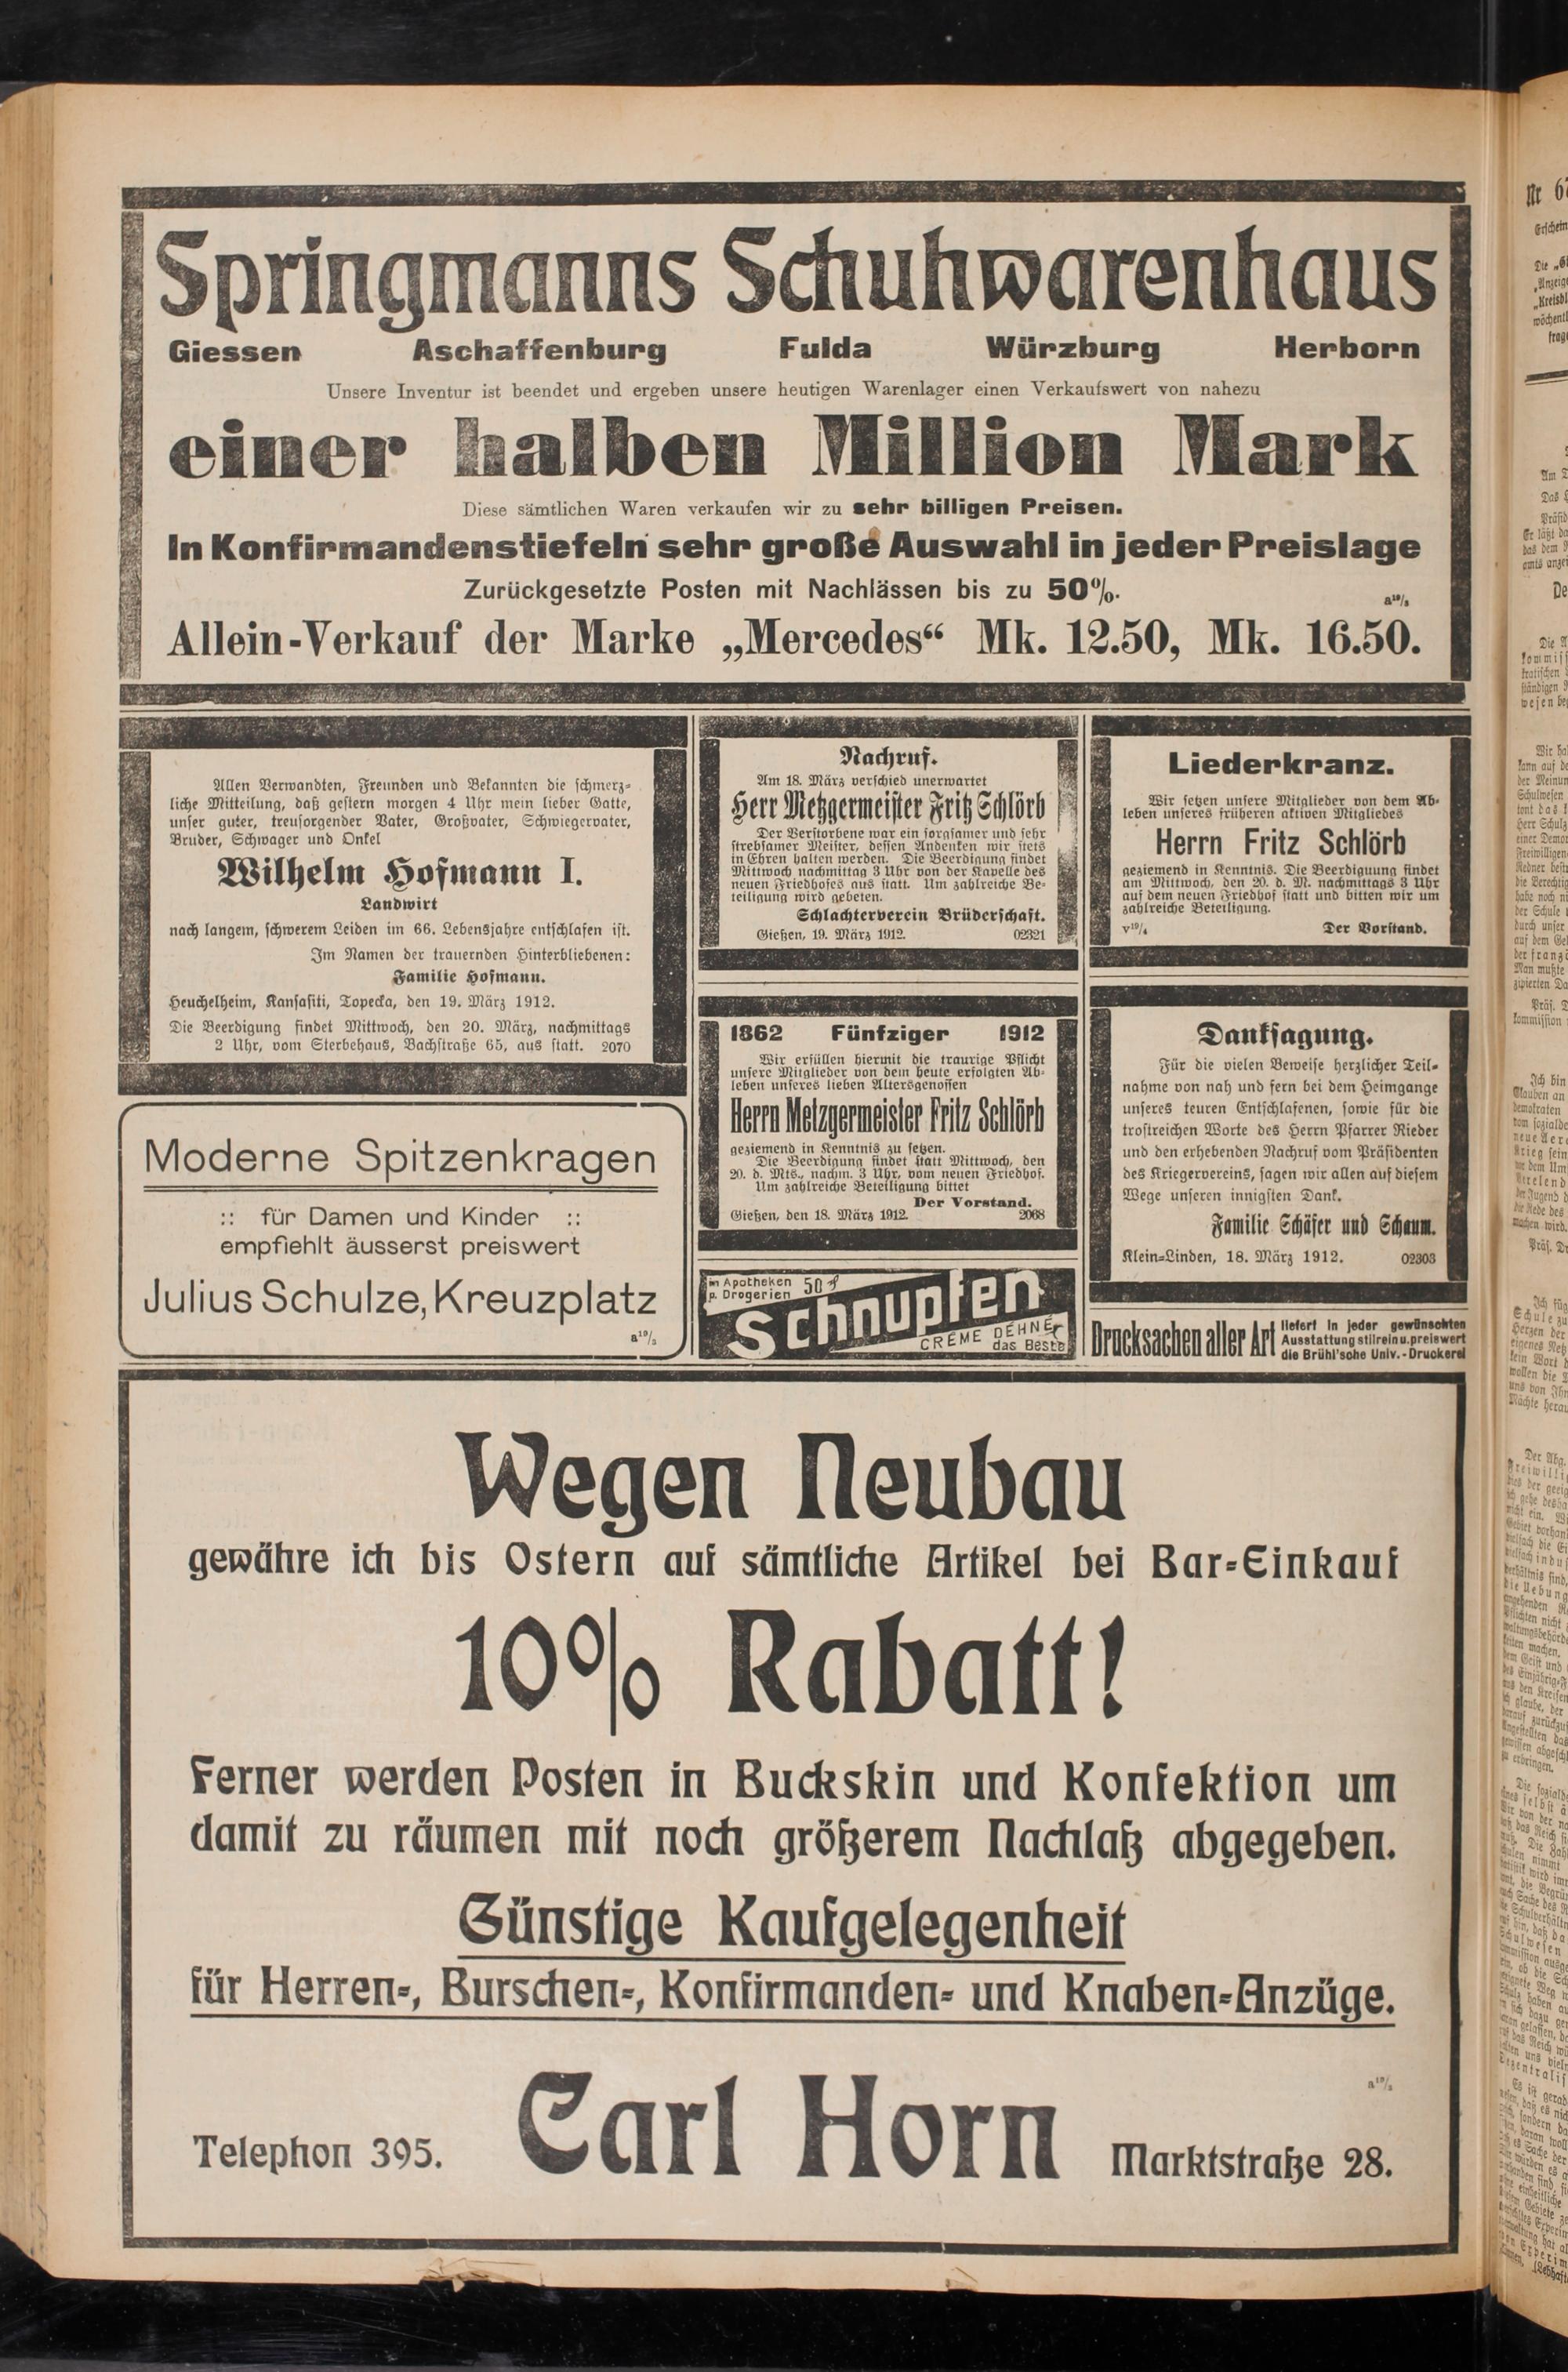 Springmanns Schuhwarenhaus
Giessen Aschaffenburg Fulda Würzburg Herborn
Unsere Inventur ist beendet und ergeben unsere heutigen Warenlager einen Verkaufswert von nahezu
einer halben Million Mark
Diese sämtlichen Waren verkaufen wir zu sehr billigen Preisen.
In Konfirmandenstiefeln sehr große Auswahl in jeder Preislage
Zurückgesetzte Posten mit Nachlässen bis zu 50%.
a¹⁹/₃
Allein-Verkauf der Marke „Mercedes“ Mk. 12.50, Mk. 16.50.
Allen Verwandten, Freunden und Bekannten die schmerz-
liche Mitteilung, daß gestern morgen 4 Uhr mein lieber Gatte,
unser guter, treusorgender Vater, Großvater, Schwiegervater,
Bruder, Schwager und Onkel
Wilhelm Hofmann I.
Landwirt
nach langem, schwerem Leiden im 66. Lebensjahre entschlafen ist.
Im Namen der trauernden Hinterbliebenen:
Familie Hofmann.
Heuchelheim, Kansasiti, Topecka, den 19. März 1912.
Die Beerdigung findet Mittwoch, den 20. März, nachmittags
2 Uhr, vom Sterbehaus, Bachstraße 65, aus statt. 2070
Moderne Spitzenkragen
:: für Damen und Kinder ::
empfiehlt äusserst preiswert
Julius Schulze, Kreuzplatz
a¹⁹/₃
Nachruf.
Am 18. März verschied unerwartet
Herr Metzgermeister Fritz Schlörb
Der Verstorbene war ein sorgsamer und sehr
strebsamer Meister, dessen Andenken wir stets
in Ehren halten werden. Die Beerdigung findet
Mittwoch nachmittag 3 Uhr von der Kapelle des
neuen Friedhofes aus statt. Um zahlreiche Be-
teiligung wird gebeten.
Schlachterverein Brüderschaft.
Gießen, 19. März 1912. 02321
1862 Fünfziger 1912
Wir erfüllen hiermit die traurige Pflicht
unsere Mitglieder von dem heute erfolgten Ab-
leben unseres lieben Altersgenossen
Herrn Metzgermeister Fritz Schlörb
geziemend in Kenntnis zu setzen.
Die Beerdigung findet statt Mittwoch, den
20. d. Mts., nachm. 3 Uhr, vom neuen Friedhof.
Um zahlreiche Beteiligung bittet
Der Vorstand.
Gießen, den 18. März 1912. 2068
in Apotheken 50 ₰
p. Drogerien
Schnupfen
CRÈME DEHNE
das Beste
Liederkranz.
Wir setzen unsere Mitglieder von dem Ab-
leben unseres früheren aktiven Mitgliedes
Herrn Fritz Schlörb
geziemend in Kenntnis. Die Beerdigung findet
am Mittwoch, den 20. d. M. nachmittags 3 Uhr
auf dem neuen Friedhof statt und bitten wir um
zahlreiche Beteiligung.
v¹⁹/₄ Der Vorstand.
Danksagung.
Für die vielen Beweise herzlicher Teil-
nahme von nah und fern bei dem Heimgange
unseres teuren Entschlafenen, sowie für die
trostreichen Worte des Herrn Pfarrer Rieder
und den erhebenden Nachruf vom Präsidenten
des Kriegervereins, sagen wir allen auf diesem
Wege unseren innigsten Dank.
Familie Schäfer und Schaum.
Klein-Linden, 18. März 1912. 02303
Drucksachen aller Art liefert in jeder gewünschten
Ausstattung stilrein u. preiswert
die Brühl'sche Univ.-Druckerei
Wegen Neubau
gewähre ich bis Ostern auf sämtliche Artikel bei Bar-Einkauf
10% Rabatt!
Ferner werden Posten in Buckskin und Konfektion um
damit zu räumen mit noch größerem Nachlaß abgegeben.
Günstige Kaufgelegenheit
für Herren-, Burschen-, Konfirmanden- und Knaben-Anzüge.
a¹⁹/₃
Telephon 395. Carl Horn Marktstraße 28.